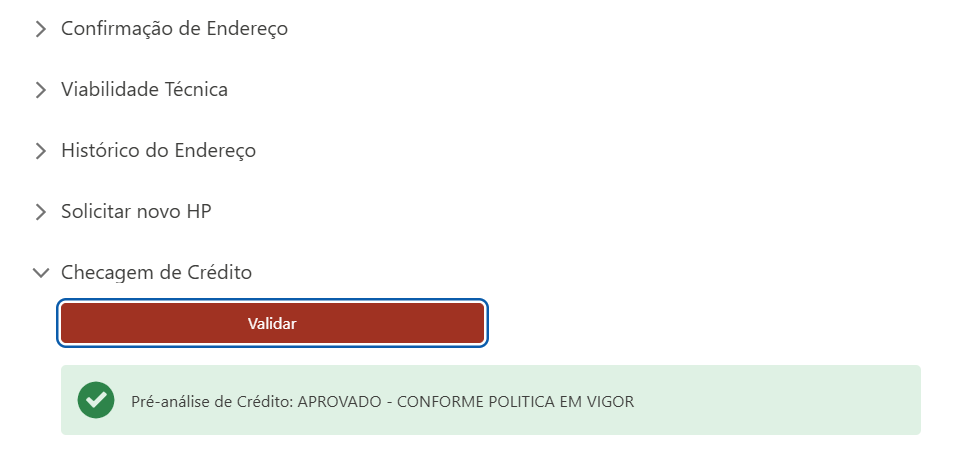 Confirmação de Endereço
Viabilidade Técnica
Histórico do Endereço
Solicitar novo HP
Checagem de Crédito
Validar
Pré-análise de Crédito: APROVADO - CONFORME POLITICA EM VIGOR